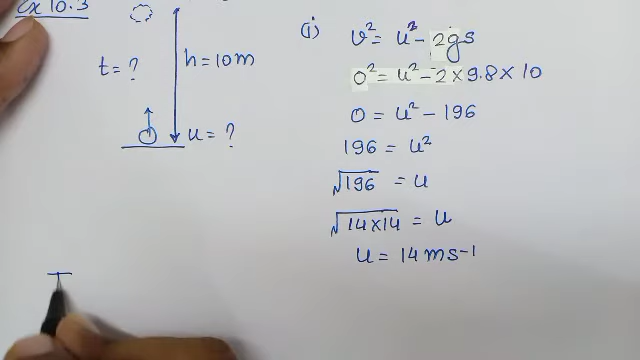 Ex 10.3
t = ?
h = 10m
u = ?
(i) v² = u² - 2gs
0² = u² - 2 × 9.8 × 10
0 = u² - 196
196 = u²
√196 = u
√14×14 = u
u = 14 ms-1